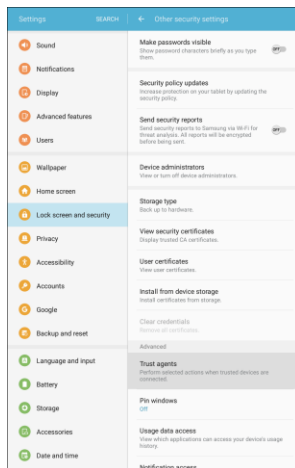 Settings
SEARCH
Other security settings
Sound
Notifications
Display
Advanced features
Users
Wallpaper
Home screen
Lock screen and security
Privacy
Accessibility
Accounts
Google
Backup and reset
Language and input
Battery
Storage
Accessories
Date and time
Make passwords visible
Show password characters briefly as you type
them.
OFF
Security policy updates
Increase protection on your tablet by updating the
security policy.
Send security reports
Send security reports to Samsung via Wi-Fi for
threat analysis. All reports will be encrypted
before being sent.
OFF
Device administrators
View or turn off device administrators.
Storage type
Back up to hardware.
View security certificates
Display trusted CA certificates.
User certificates
View user certificates.
Install from device storage
Install certificates from storage.
Clear credentials
Remove all certificates.
Advanced
Trust agents
Perform selected actions when trusted devices are
connected.
Pin windows
Off
Usage data access
View which applications can access your device's usage
history.
Notification access